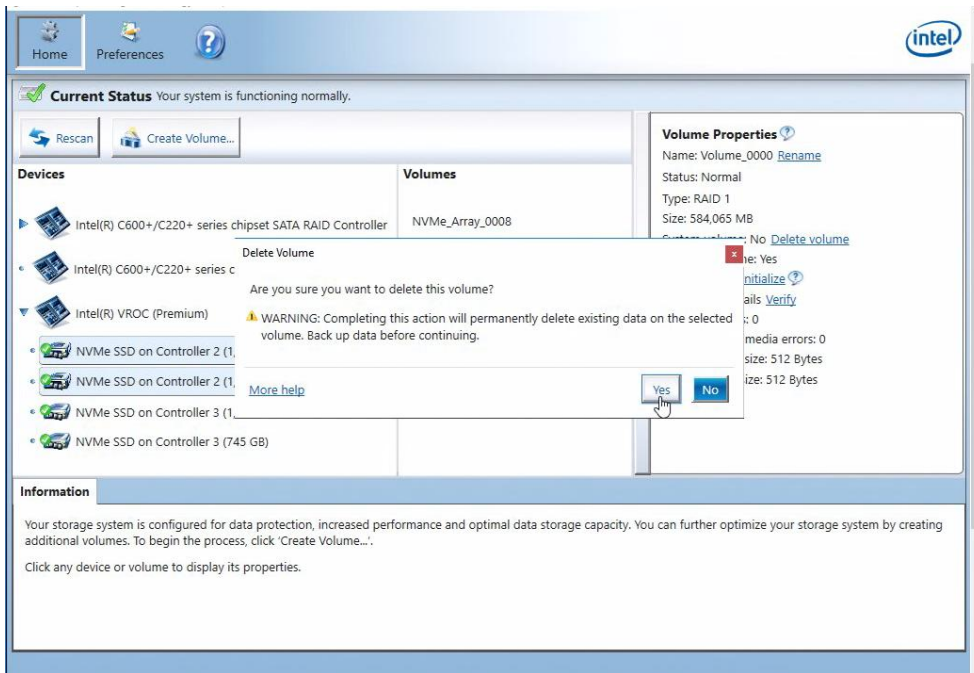 Home
Preferences
?
intel
Current Status Your system is functioning normally.
Rescan
Create Volume...
Devices
Volumes
Intel(R) C600+/C220+ series chipset SATA RAID Controller
NVMe_Array_0008
Intel(R) C600+/C220+ series c
Intel(R) VROC (Premium)
NVMe SSD on Controller 2 (1,
NVMe SSD on Controller 2 (1,
NVMe SSD on Controller 3 (1,
NVMe SSD on Controller 3 (745 GB)
Delete Volume
x
Are you sure you want to delete this volume?
WARNING: Completing this action will permanently delete existing data on the selected
volume. Back up data before continuing.
More help
Yes
No
Volume Properties ?
Name: Volume_0000 Rename
Status: Normal
Type: RAID 1
Size: 584,065 MB
System volume: No Delete volume
ne: Yes
nitialize ?
ails Verify
s: 0
media errors: 0
size: 512 Bytes
ize: 512 Bytes
Information
Your storage system is configured for data protection, increased performance and optimal data storage capacity. You can further optimize your storage system by creating
additional volumes. To begin the process, click 'Create Volume...'.
Click any device or volume to display its properties.